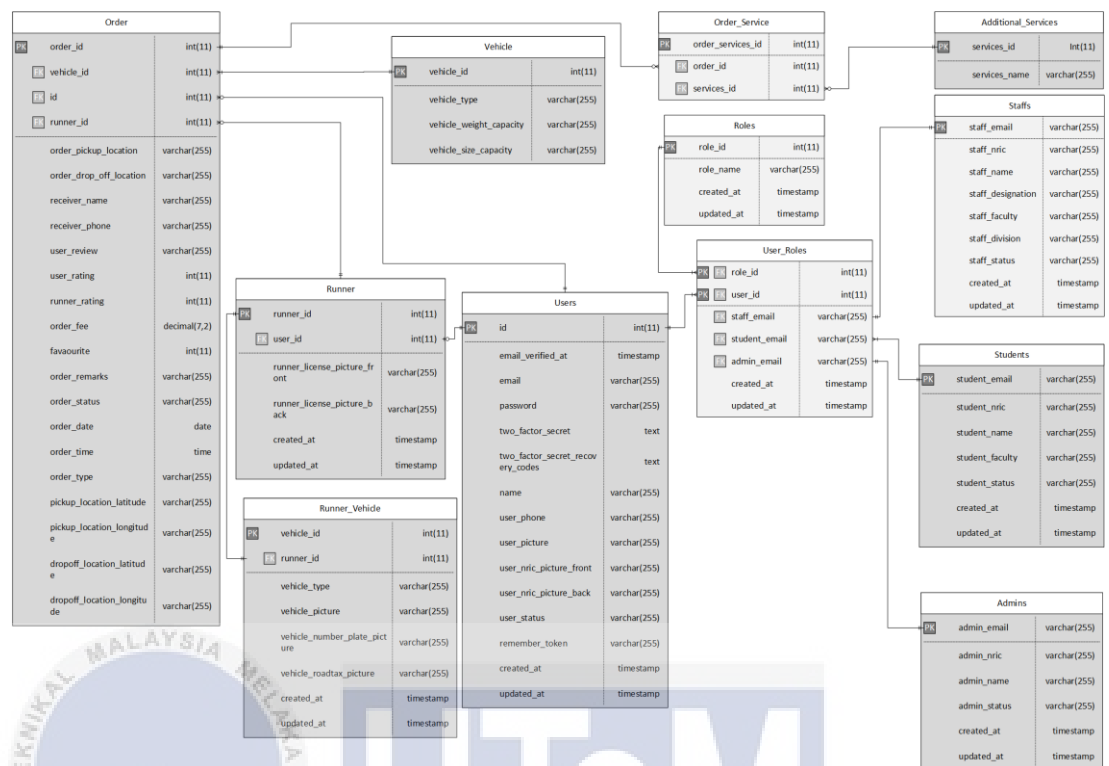 Order
PK order_id int(11)
FK vehicle_id int(11)
FK id int(11)
FK runner_id int(11)
order_pickup_location varchar(255)
order_drop_off_location varchar(255)
receiver_name varchar(255)
receiver_phone varchar(255)
user_review varchar(255)
user_rating int(11)
runner_rating int(11)
order_fee decimal(7,2)
favaourite int(11)
order_remarks varchar(255)
order_status varchar(255)
order_date date
order_time time
order_type varchar(255)
pickup_location_latitude varchar(255)
pickup_location_longitud
e varchar(255)
dropoff_location_latitud
e varchar(255)
dropoff_location_longitu
de varchar(255)
Vehicle
PK vehicle_id int(11)
vehicle_type varchar(255)
vehicle_weight_capacity varchar(255)
vehicle_size_capacity varchar(255)
Order_Service
PK order_services_id int(11)
FK order_id int(11)
FK services_id int(11)
Additional_Services
PK services_id Int(11)
services_name varchar(255)
Roles
PK role_id int(11)
role_name varchar(255)
created_at timestamp
updated_at timestamp
Staffs
PK staff_email varchar(255)
staff_nric varchar(255)
staff_name varchar(255)
staff_designation varchar(255)
staff_faculty varchar(255)
staff_division varchar(255)
staff_status varchar(255)
created_at timestamp
updated_at timestamp
User_Roles
PK FK role_id int(11)
PK FK user_id int(11)
FK staff_email varchar(255)
FK student_email varchar(255)
FK admin_email varchar(255)
created_at timestamp
updated_at timestamp
Runner
PK runner_id int(11)
FK user_id int(11)
runner_license_picture_fr
ont varchar(255)
runner_license_picture_b
ack varchar(255)
created_at timestamp
updated_at timestamp
Users
PK id int(11)
email_verified_at timestamp
email varchar(255)
password varchar(255)
two_factor_secret text
two_factor_secret_recov
ery_codes text
name varchar(255)
user_phone varchar(255)
user_picture varchar(255)
user_nric_picture_front varchar(255)
user_nric_picture_back varchar(255)
user_status varchar(255)
remember_token varchar(255)
created_at timestamp
updated_at timestamp
Students
PK student_email varchar(255)
student_nric varchar(255)
student_name varchar(255)
student_faculty varchar(255)
student_status varchar(255)
created_at timestamp
updated_at timestamp
Runner_Vehicle
PK vehicle_id int(11)
FK runner_id int(11)
vehicle_type varchar(255)
vehicle_picture varchar(255)
vehicle_number_plate_pict
ure varchar(255)
vehicle_roadtax_picture varchar(255)
created_at timestamp
updated_at timestamp
Admins
PK admin_email varchar(255)
admin_nric varchar(255)
admin_name varchar(255)
admin_status varchar(255)
created_at timestamp
updated_at timestamp
MALAYSIA